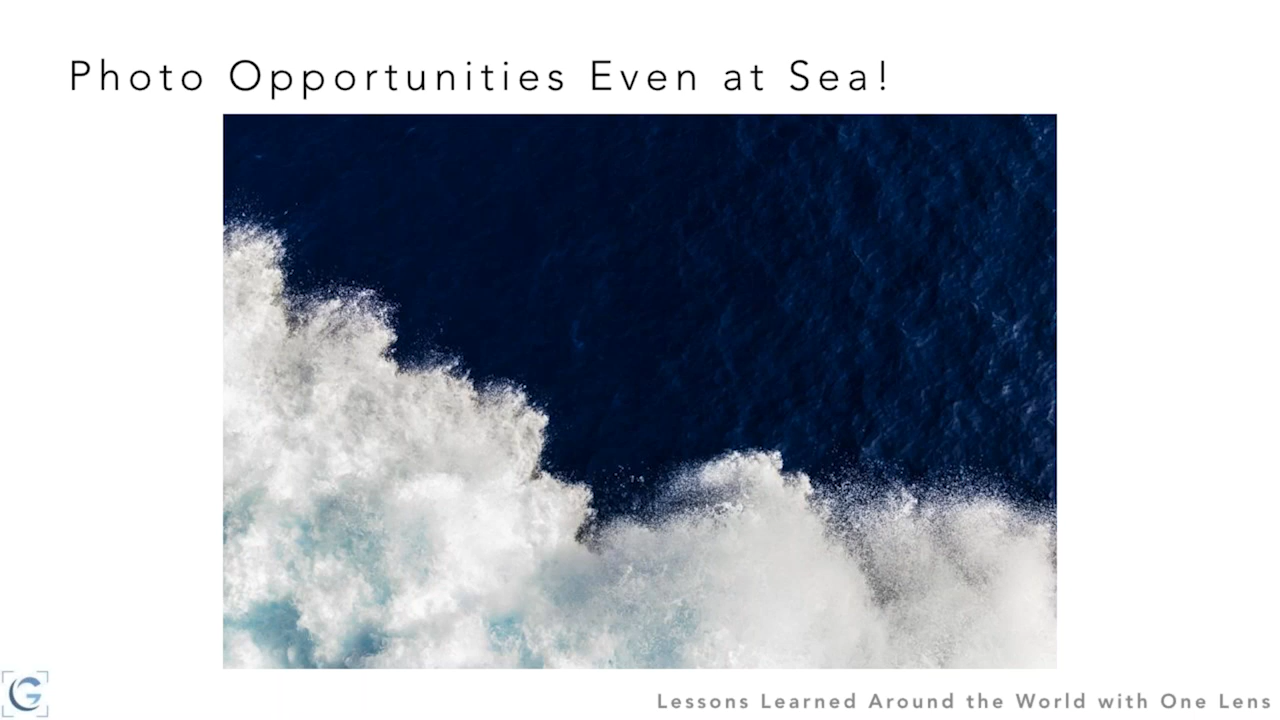 Photo Opportunities Even at Sea!
G
Lessons Learned Around the World with One Lens